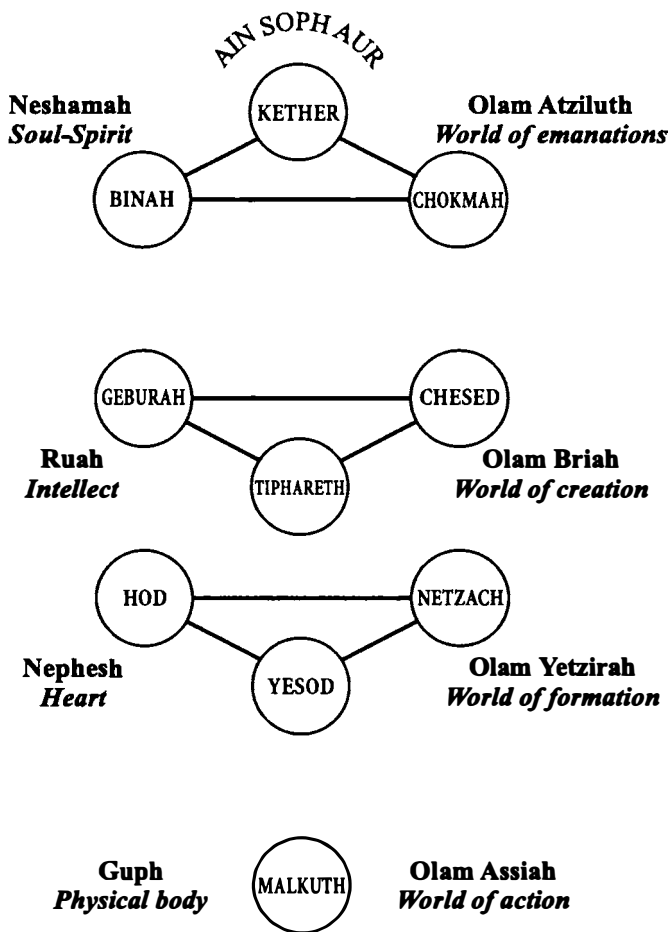 AIN SOPH AUR
KETHER
Neshamah
Soul-Spirit
Olam Atziluth
World of emanations
BINAH
CHOKMAH
GEBURAH
CHESED
Ruah
Intellect
TIPHARETH
Olam Briah
World of creation
HOD
NETZACH
Nephesh
Heart
YESOD
Olam Yetzirah
World of formation
Guph
Physical body
MALKUTH
Olam Assiah
World of action